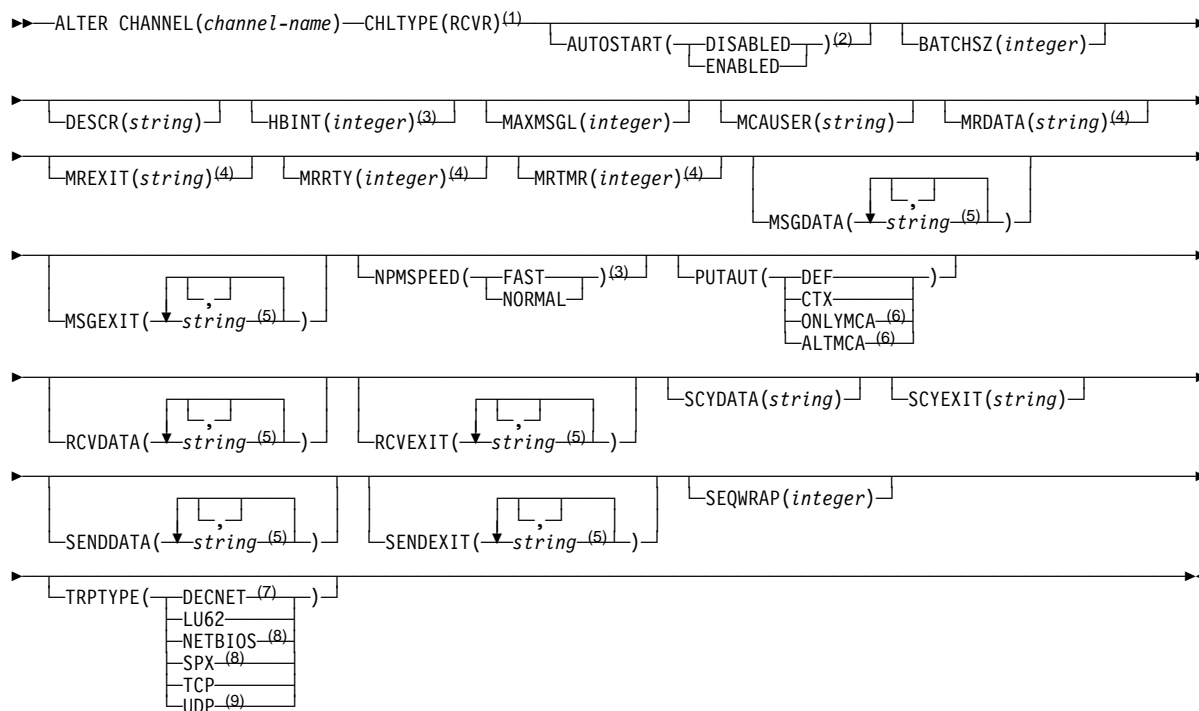 ALTER CHANNEL(channel-name) CHLTYPE(RCVR) (1) AUTOSTART( DISABLED ) (2) BATCHSZ(integer)
ENABLED
DESCR(string) HBINT(integer) (3) MAXMSGL(integer) MCAUSER(string) MRDATA(string) (4)
MREXIT(string) (4) MRRTY(integer) (4) MRTMR(integer) (4)
,
MSGDATA( string (5) )
NPMSPEED( FAST ) (3) PUTAUT( DEF )
, NORMAL CTX
MSGEXIT( string (5) ) ONLYMCA (6)
ALTMCA (6)
SCYDATA(string) SCYEXIT(string)
, ,
RCVDATA( string (5) ) RCVEXIT( string (5) )
SEQWRAP(integer)
, ,
SENDDATA( string (5) ) SENDEXIT( string (5) )
TRPTYPE( DECNET (7) )
LU62
NETBIOS (8)
SPX (8)
TCP
UDP (9)